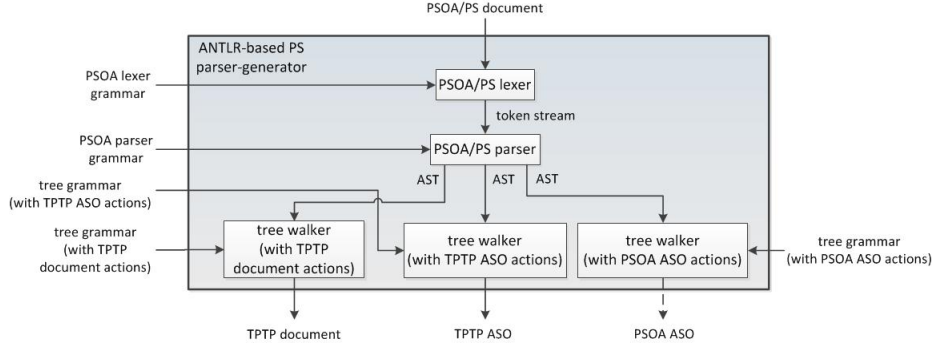 PSOA/PS document
ANTLR-based PS
parser-generator
PSOA lexer
grammar
PSOA/PS lexer
token stream
PSOA parser
grammar
PSOA/PS parser
AST
AST
AST
tree grammar
(with TPTP ASO actions)
tree grammar
(with TPTP
document actions)
tree walker
(with TPTP
document actions)
tree walker
(with TPTP ASO actions)
tree walker
(with PSOA ASO actions)
tree grammar
(with PSOA ASO actions)
TPTP document
TPTP ASO
PSOA ASO